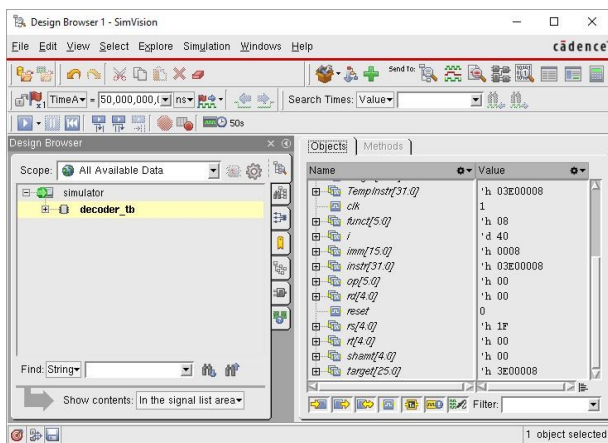 Design Browser 1 - SimVision
File Edit View Select Explore Simulation Windows Help
cādence
Send to:
TimeA = 50,000,000,( ns
Search Times: Value
50s
Design Browser
Scope: All Available Data
simulator
decoder_tb
Find: String
Show contents: In the signal list area
Objects Methods
Name Value
TempInstr[31:0] 'h 03E00008
clk 1
funct[5:0] 'h 08
i 'd 40
imm[15:0] 'h 0008
instr[31:0] 'h 03E00008
op[5:0] 'h 00
rd[4:0] 'h 00
reset 0
rs[4:0] 'h 1F
rt[4:0] 'h 00
shamt[4:0] 'h 00
target[25:0] 'h 3E00008
Filter:
1 object selected